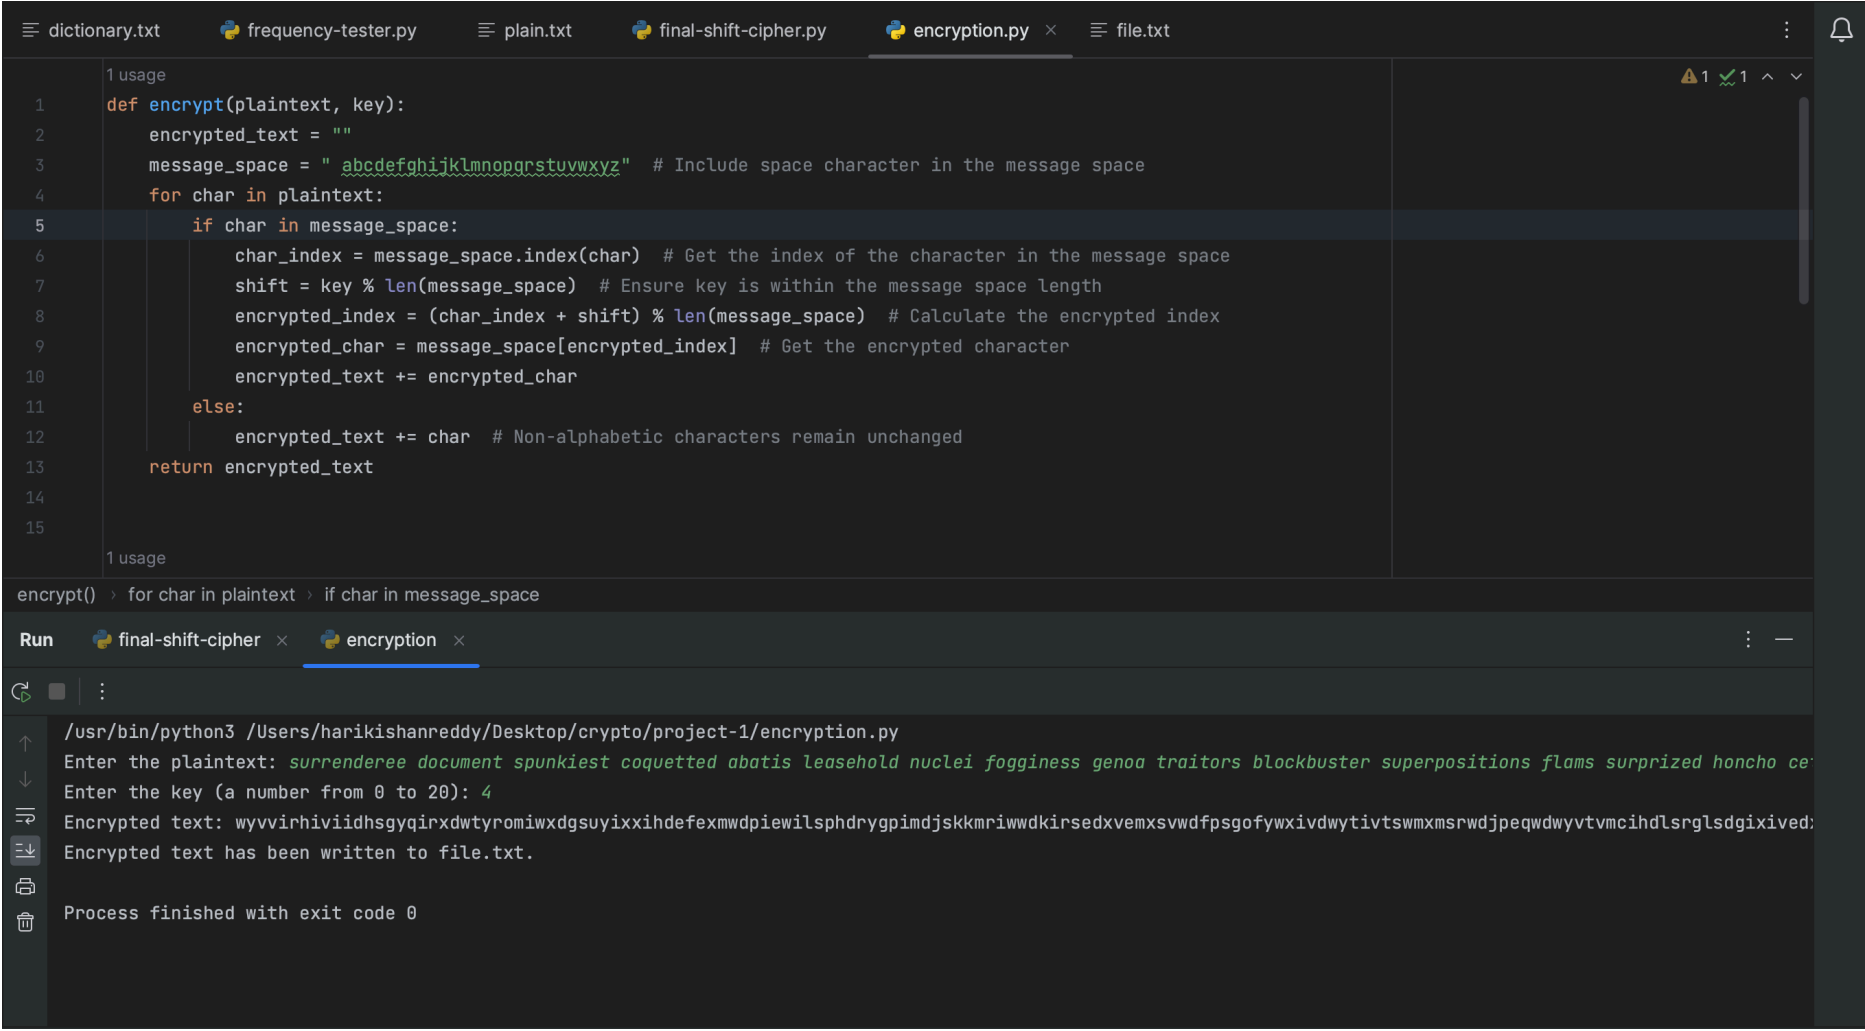 dictionary.txt frequency-tester.py plain.txt final-shift-cipher.py encryption.py × file.txt
1 usage
1 1
1 def encrypt(plaintext, key):
2 encrypted_text = ""
3 message_space = " abcdefghijklmnopqrstuvwxyz" # Include space character in the message space
4 for char in plaintext:
5 if char in message_space:
6 char_index = message_space.index(char) # Get the index of the character in the message space
7 shift = key % len(message_space) # Ensure key is within the message space length
8 encrypted_index = (char_index + shift) % len(message_space) # Calculate the encrypted index
9 encrypted_char = message_space[encrypted_index] # Get the encrypted character
10 encrypted_text += encrypted_char
11 else:
12 encrypted_text += char # Non-alphabetic characters remain unchanged
13 return encrypted_text
14
15
1 usage
encrypt() › for char in plaintext › if char in message_space
Run final-shift-cipher × encryption ×
/usr/bin/python3 /Users/harikishanreddy/Desktop/crypto/project-1/encryption.py
Enter the plaintext: surrenderee document spunkiest coquetted abatis leasehold nuclei fogginess genoa traitors blockbuster superpositions flams surprized honcho ce
Enter the key (a number from 0 to 20): 4
Encrypted text: wyvvirhiviidhsgyqirxdwtyromiwxdgsuyixxihdefexmwdpiewilsphdrygpimdjskkmriwwdkirsedxvemxsvwdfpsgofywxivdwytivtswmxmsrwdjpeqwdwyvtvmcihdlsrglsdgixivedx
Encrypted text has been written to file.txt.
Process finished with exit code 0